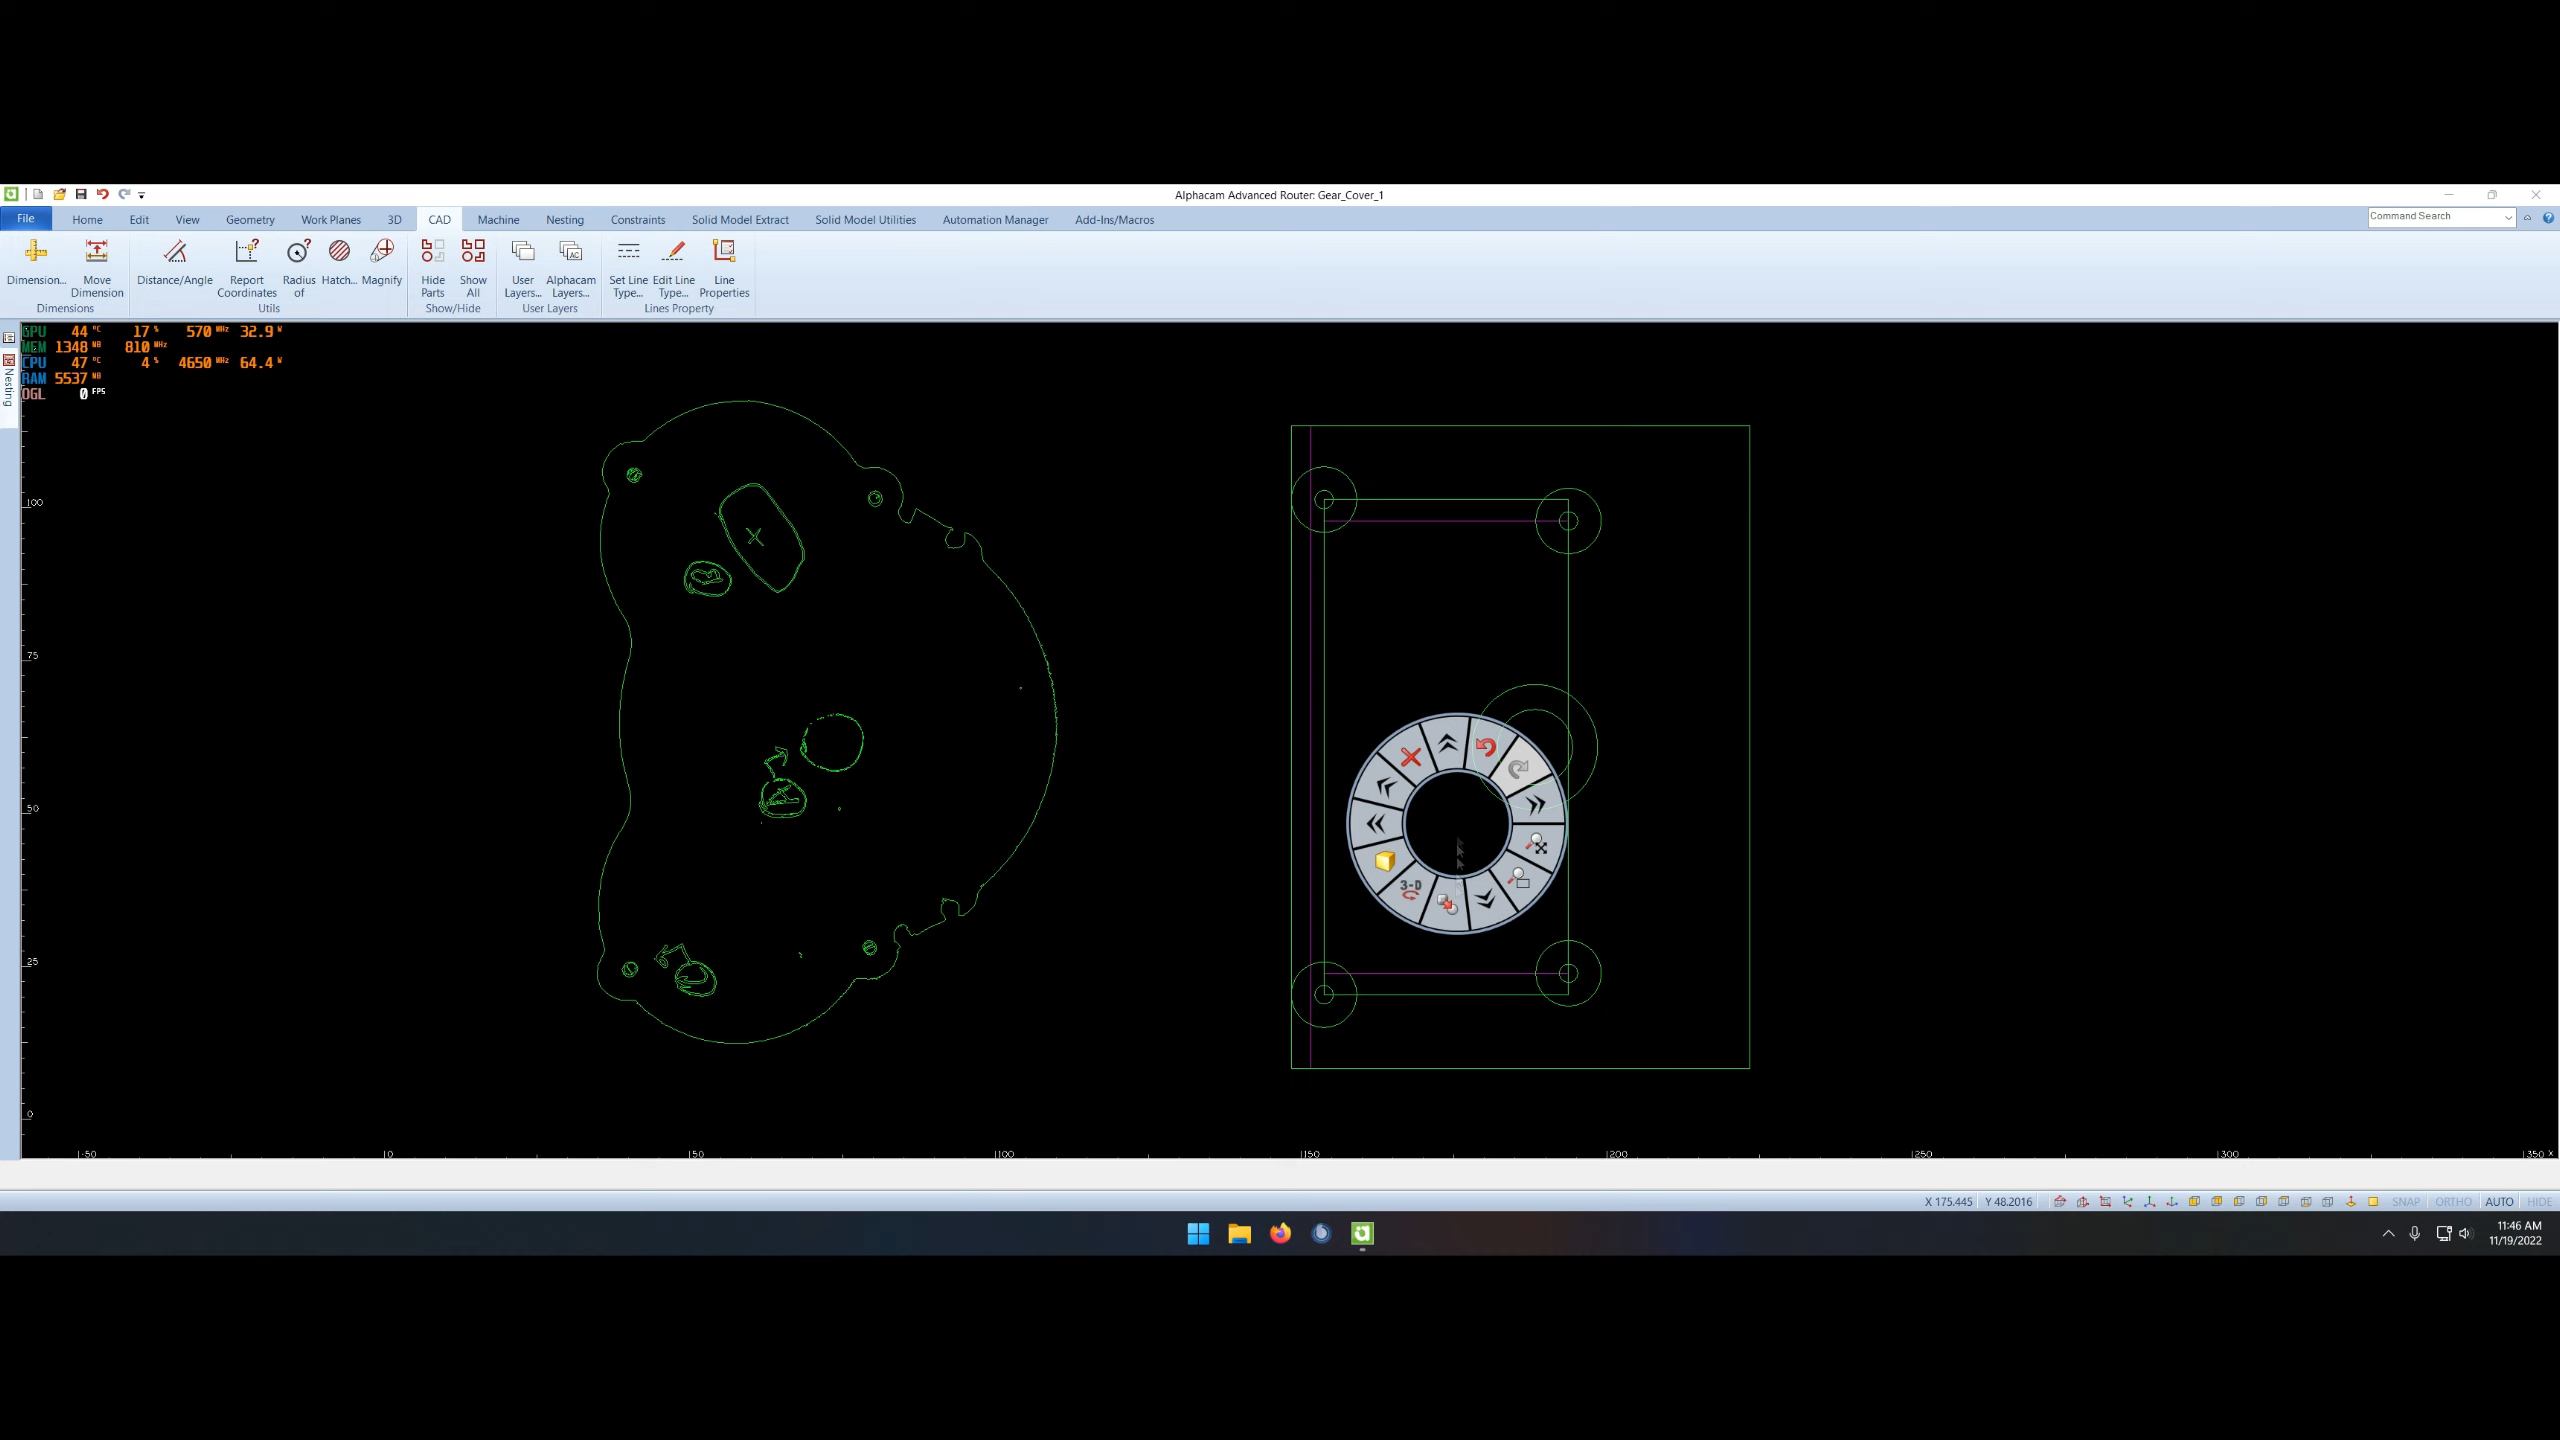 Alphacam Advanced Router: Gear_Cover_1
File Home Edit View Geometry Work Planes 3D CAD Machine Nesting Constraints Solid Model Extract Solid Model Utilities Automation Manager Add-Ins/Macros Command Search
Dimension... Move Dimension Distance/Angle Report Coordinates Radius of Hatch... Magnify Hide Parts Show All User Layers... Alphacam Layers... Set Line Type... Edit Line Type... Line Properties
Dimensions Utils Show/Hide User Layers Lines Property
GPU 44 °C 17 % 570 MHz 32.9 W
MEM 1348 MB 810 MHz
CPU 47 °C 4 % 4650 MHz 64.4 W
RAM 5537 MB
OGL 0 FPS
Nesting
100
75
50
25
0
-50 0 50 100 150 200 250 300 350 X
3-D
X 175.445 Y 48.2016 SNAP ORTHO AUTO HIDE
11:46 AM
11/19/2022